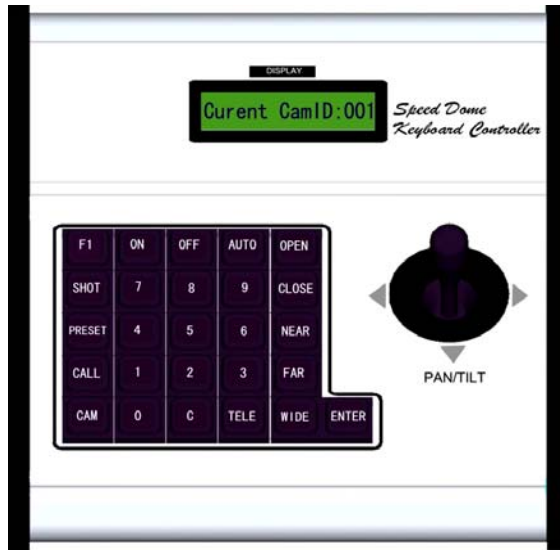 DISPLAY
Curent CamID:001
Speed Dome
Keyboard Controller
F1 ON OFF AUTO OPEN
SHOT 7 8 9 CLOSE
PRESET 4 5 6 NEAR
CALL 1 2 3 FAR
CAM 0 C TELE WIDE ENTER
PAN/TILT